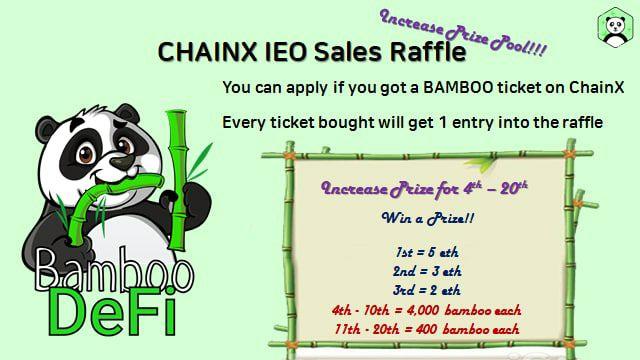 Increase Prize Pool!!!
CHAINX IEO Sales Raffle
You can apply if you got a BAMBOO ticket on ChainX
Every ticket bought will get 1 entry into the raffle
Increase Prize for 4th – 20th
Win a Prize!!
1st = 5 eth
2nd = 3 eth
3rd = 2 eth
4th - 10th = 4,000 bamboo each
11th - 20th = 400 bamboo each
Bamboo
DeFi